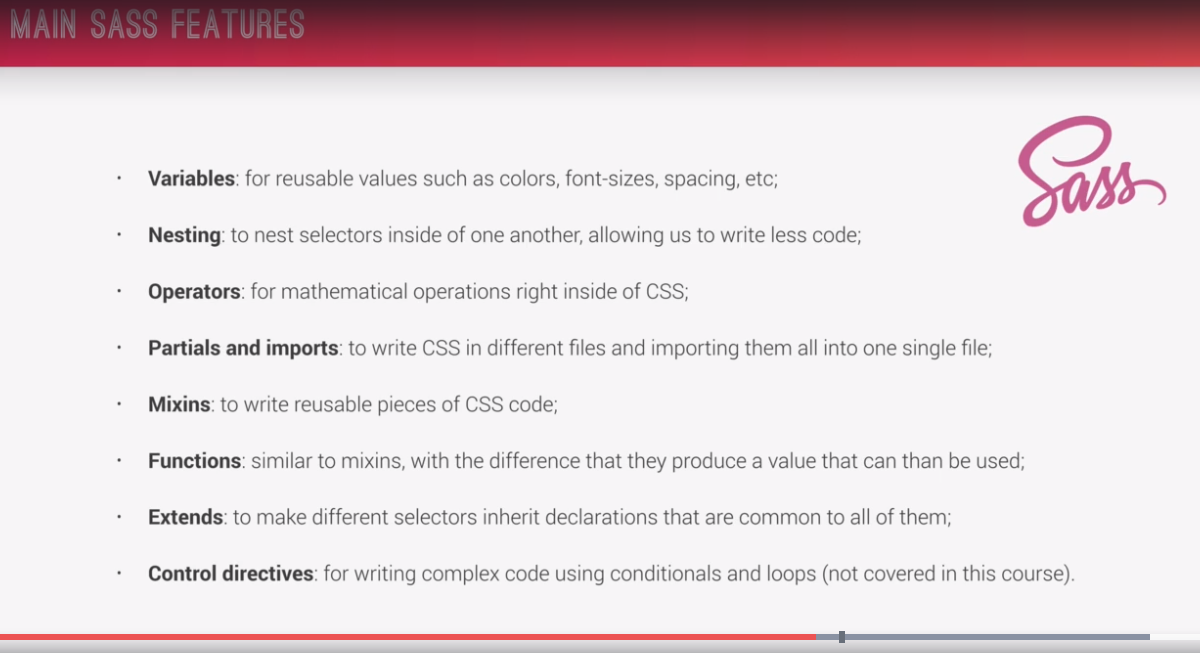 MAIN SASS FEATURES
Sass
· Variables: for reusable values such as colors, font-sizes, spacing, etc;
· Nesting: to nest selectors inside of one another, allowing us to write less code;
· Operators: for mathematical operations right inside of CSS;
· Partials and imports: to write CSS in different files and importing them all into one single file;
· Mixins: to write reusable pieces of CSS code;
· Functions: similar to mixins, with the difference that they produce a value that can than be used;
· Extends: to make different selectors inherit declarations that are common to all of them;
· Control directives: for writing complex code using conditionals and loops (not covered in this course).